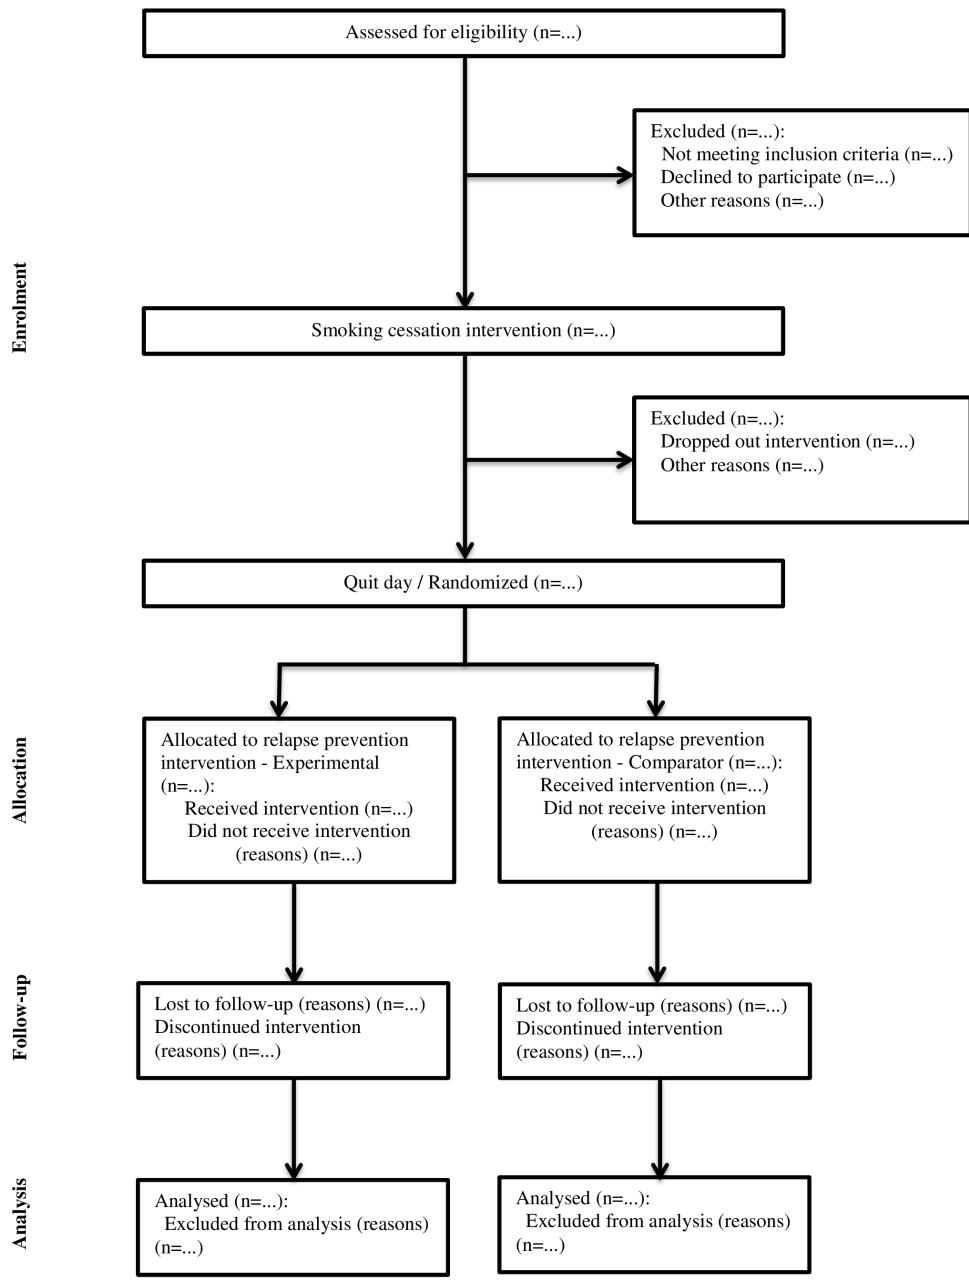 Assessed for eligibility (n=...)
Excluded (n=...):
Not meeting inclusion criteria (n=...)
Declined to participate (n=...)
Other reasons (n=...)
Enrolment
Smoking cessation intervention (n=...)
Excluded (n=...):
Dropped out intervention (n=...)
Other reasons (n=...)
Quit day / Randomized (n=...)
Allocation
Allocated to relapse prevention
intervention - Experimental
(n=...):
Received intervention (n=...)
Did not receive intervention
(reasons) (n=...)
Allocated to relapse prevention
intervention - Comparator (n=...):
Received intervention (n=...)
Did not receive intervention
(reasons) (n=...)
Follow-up
Lost to follow-up (reasons) (n=...)
Discontinued intervention
(reasons) (n=...)
Lost to follow-up (reasons) (n=...)
Discontinued intervention
(reasons) (n=...)
Analysis
Analysed (n=...):
Excluded from analysis (reasons)
(n=...)
Analysed (n=...):
Excluded from analysis (reasons)
(n=...)